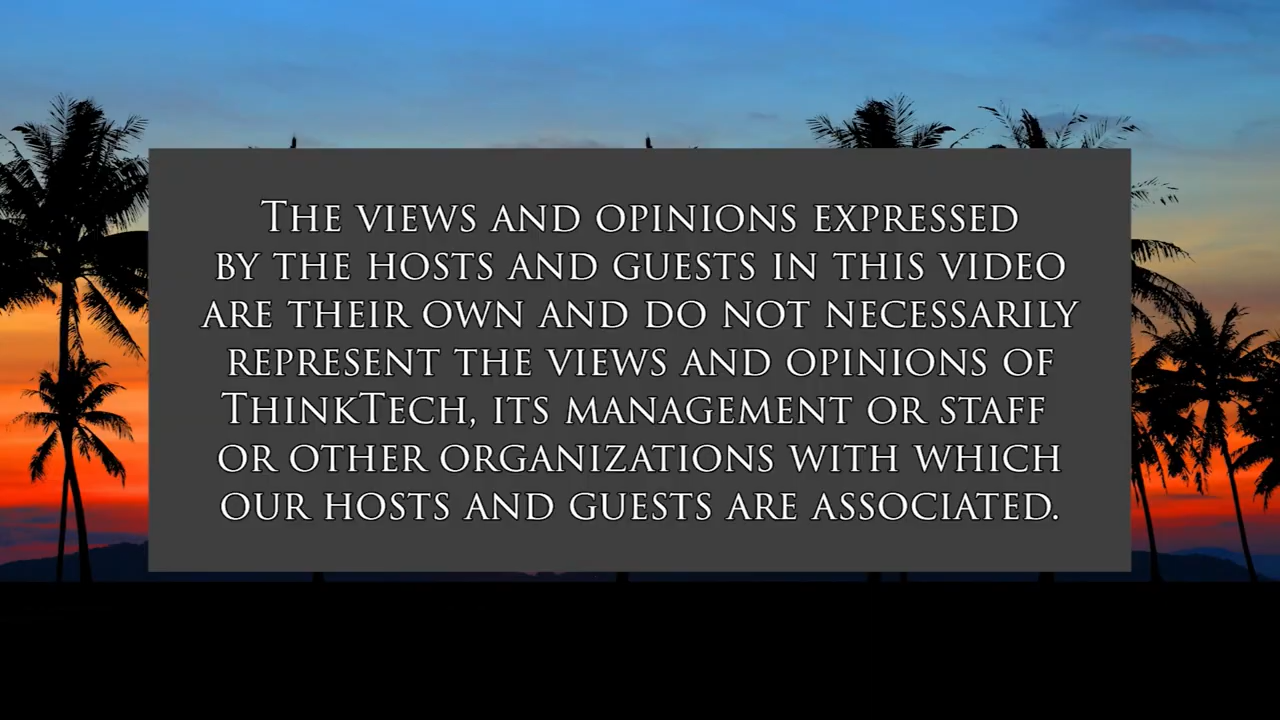 The views and opinions expressed
by the hosts and guests in this video
are their own and do not necessarily
represent the views and opinions of
ThinkTech, its management or staff
or other organizations with which
our hosts and guests are associated.